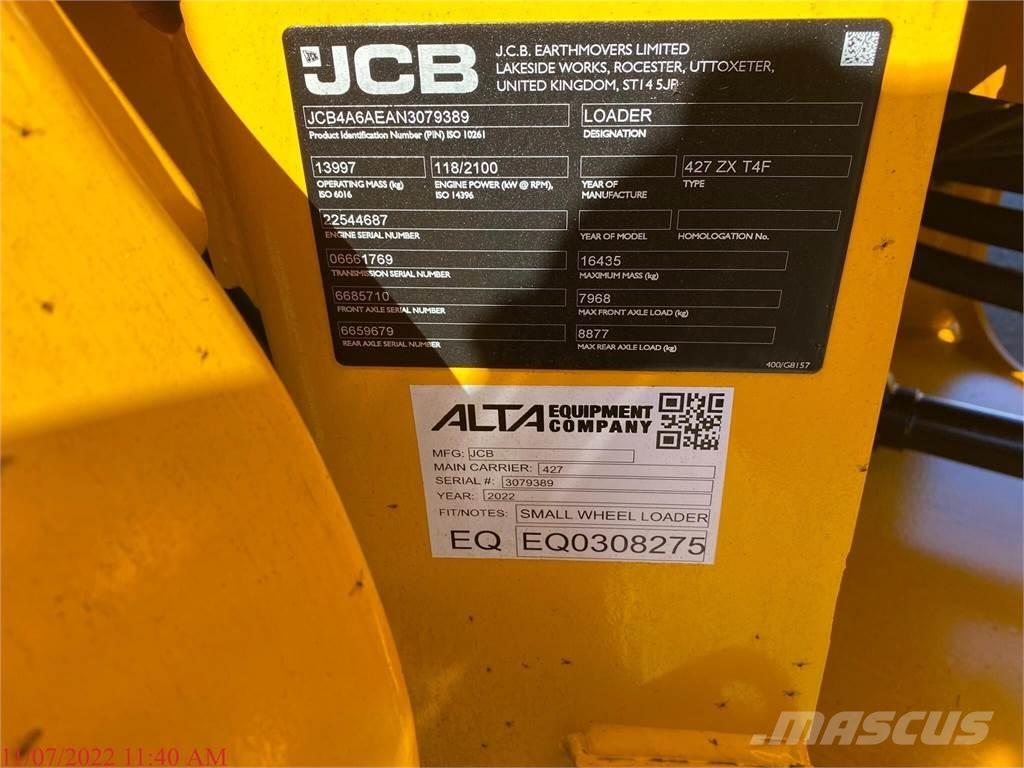 JCB
J.C.B. EARTHMOVERS LIMITED
LAKESIDE WORKS, ROCESTER, UTTOXETER,
UNITED KINGDOM, ST14 5JP
JCB4A6AEAN3079389
Product Identification Number (PIN) ISO 10261
LOADER
DESIGNATION
13997
OPERATING MASS (kg)
ISO 6016
118/2100
ENGINE POWER (kW @ RPM),
ISO 14396
YEAR OF
MANUFACTURE
427 ZX T4F
TYPE
22544687
ENGINE SERIAL NUMBER
YEAR OF MODEL
HOMOLOGATION No.
06661769
TRANSMISSION SERIAL NUMBER
16435
MAXIMUM MASS (kg)
6685710
FRONT AXLE SERIAL NUMBER
7968
MAX FRONT AXLE LOAD (kg)
6659679
REAR AXLE SERIAL NUMBER
8877
MAX REAR AXLE LOAD (kg)
400/G8157
ALTA EQUIPMENT
COMPANY
MFG: JCB
MAIN CARRIER: 427
SERIAL #: 3079389
YEAR: 2022
FIT/NOTES: SMALL WHEEL LOADER
EQ EQ0308275
MASCUS
11/07/2022 11:40 AM